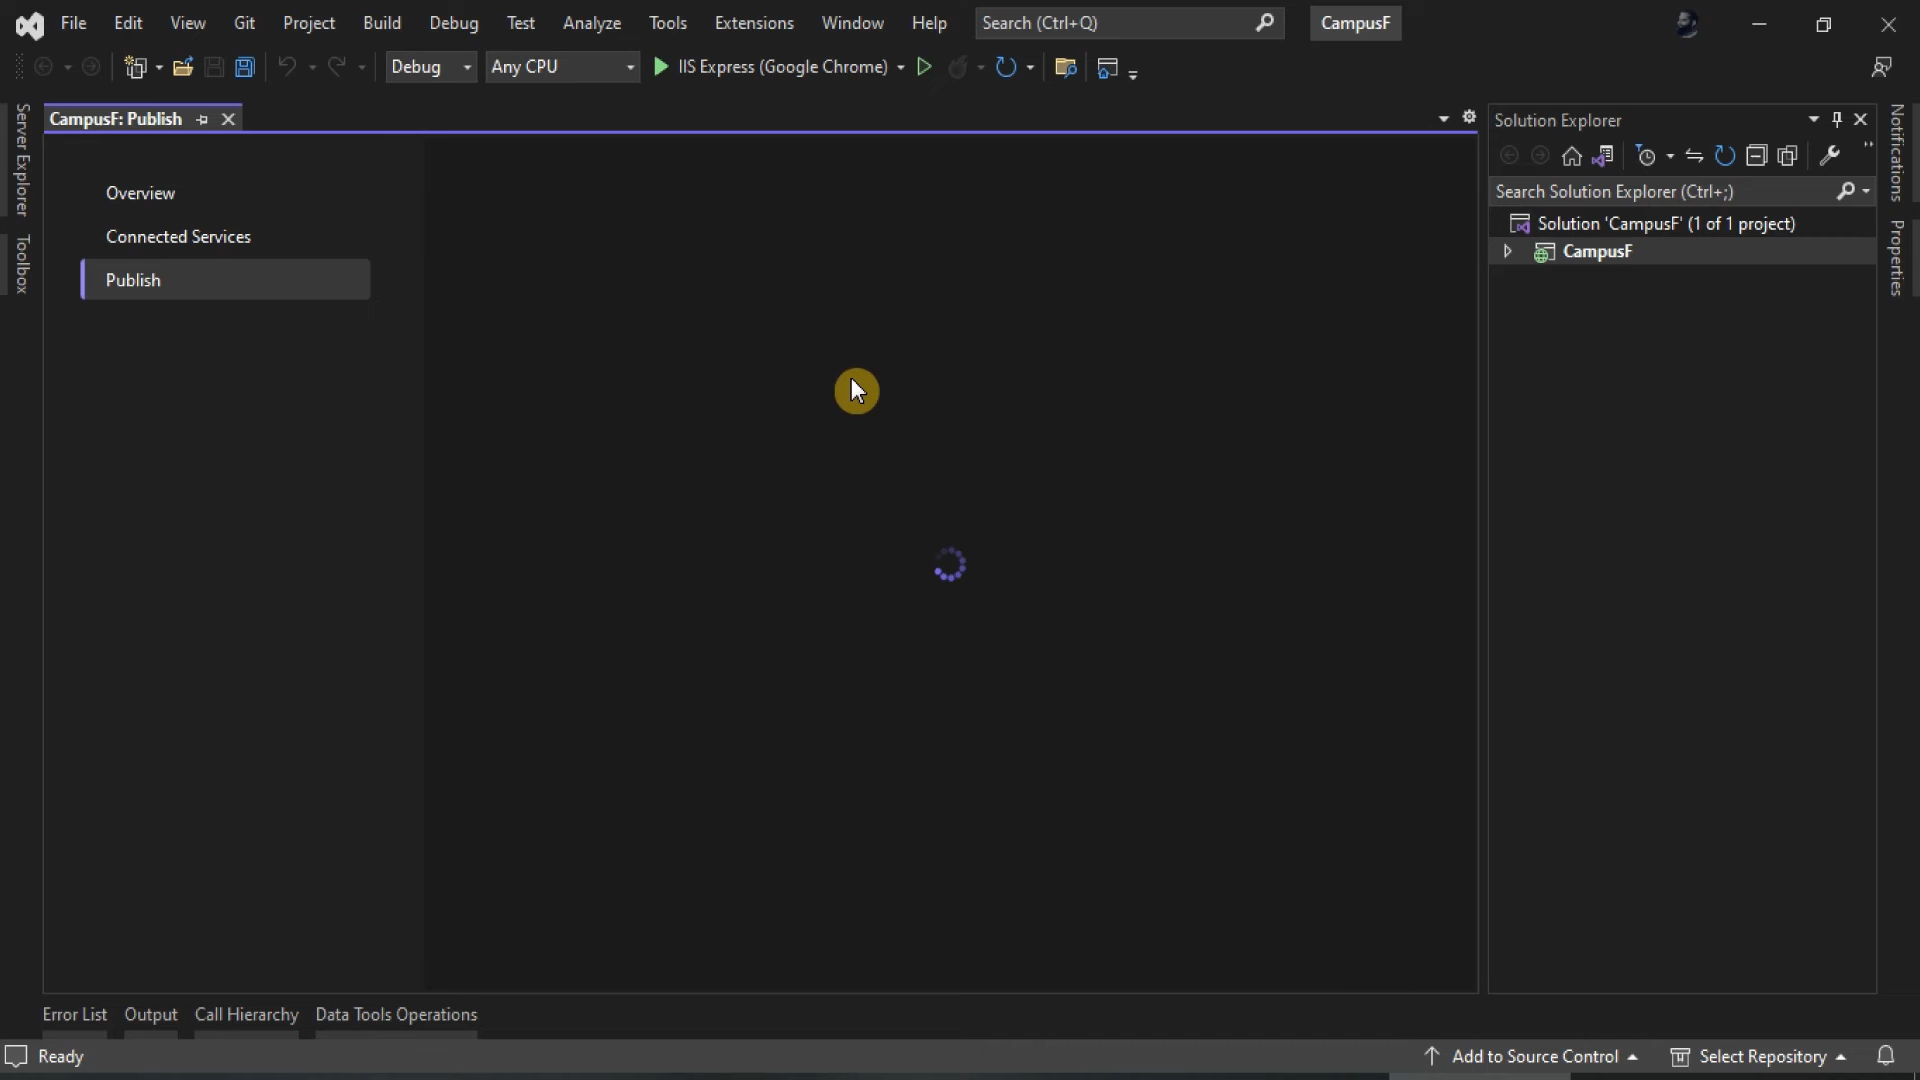 File Edit View Git Project Build Debug Test Analyze Tools Extensions Window Help Search (Ctrl+Q) CampusF
Debug Any CPU IIS Express (Google Chrome)
Server Explorer
Toolbox
CampusF: Publish
Overview
Connected Services
Publish
Solution Explorer
Search Solution Explorer (Ctrl+;)
Solution 'CampusF' (1 of 1 project)
CampusF
Notifications
Properties
Error List Output Call Hierarchy Data Tools Operations
Ready Add to Source Control Select Repository